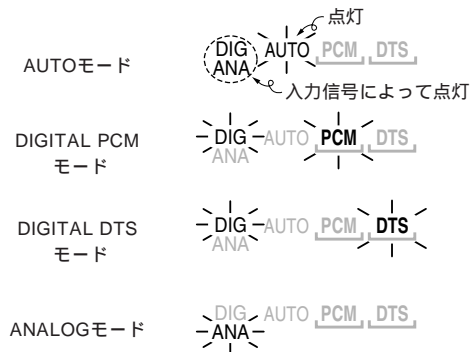 点灯
DIG AUTO PCM DTS
ANA
AUTOモード
入力信号によって点灯
DIGITAL PCM
モード
DIG AUTO PCM DTS
ANA
DIGITAL DTS
モード
DIG AUTO PCM DTS
ANA
ANALOGモード
DIG AUTO PCM DTS
ANA